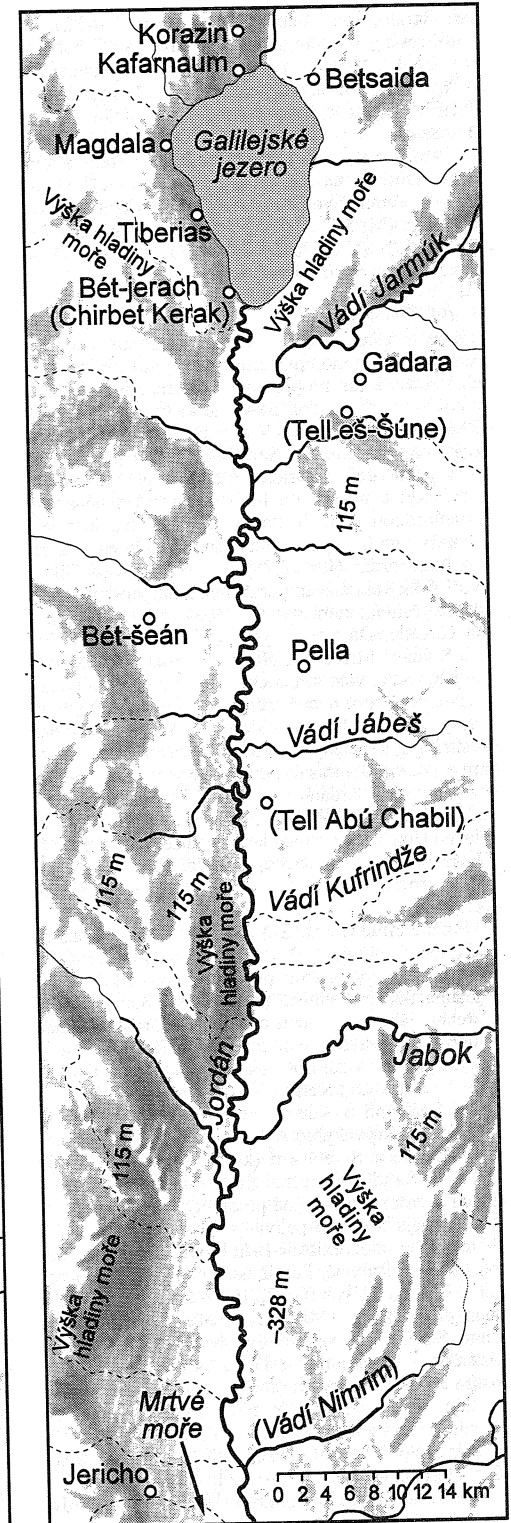 Korazin
Kafarnaum
Betsaida
Magdala
Galilejské
jezero
Výška hladiny
moře
Tiberias
Výška hladiny moře
Vádí Jarmúk
Bét-jerach
(Chirbet Kerak)
Gadara
(Tell eš-Šúne)
115 m
Bét-šeán
Pella
Vádí Jábeš
(Tell Abú Chabil)
115 m
115 m
Vádí Kufrindže
Výška
hladiny moře
Jordán
Jabok
115 m
115 m
Výška
hladiny
moře
Výška
hladiny moře
–328 m
(Vádí Nimrim)
Mrtvé
moře
Jericho
0 2 4 6 8 10 12 14 km